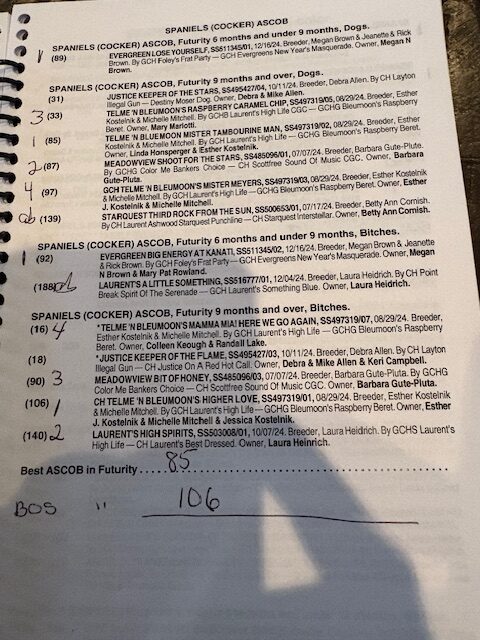 SPANIELS (COCKER) ASCOB
SPANIELS (COCKER) ASCOB, Futurity 6 months and under 9 months, Dogs.
1 (89) EVERGREEN LOSE YOURSELF, SS511345/01, 12/16/24. Breeder, Megan Brown & Jeanette & Rick
Brown. By GCH Foley's Frat Party — GCH Evergreens New Year's Masquerade. Owner, Megan N
Brown.
SPANIELS (COCKER) ASCOB, Futurity 9 months and over, Dogs.
(31) JUSTICE KEEPER OF THE STARS, SS495427/04, 10/11/24. Breeder, Debra Allen. By CH Layton
Illegal Gun — Destiny Moser Dog. Owner, Debra & Mike Allen.
3 (33) TELME 'N BLEUMOON'S RASPBERRY CARAMEL CHIP, SS497319/05, 08/29/24. Breeder, Esther
Kostelnik & Michelle Mitchell. By GCHB Laurent's High Life CGC — GCHG Bleumoon's Raspberry
Beret. Owner, Mary Mariotti.
1 (85) TELME 'N BLUE MOON MISTER TAMBOURINE MAN, SS497319/02, 08/29/24. Breeder, Esther
Kostelnik & Michelle Mitchell. By GCH Laurent's High Life — GCHG Bleumoon's Raspberry Beret.
Owner, Linda Honsperger & Esther Kostelnik.
2 (87) MEADOWVIEW SHOOT FOR THE STARS, SS485096/01, 07/07/24. Breeder, Barbara Gute-Pluta.
By GCHG Color Me Bankers Choice — CH Scotfree Sound Of Music CGC. Owner, Barbara
Gute-Pluta.
4 (97) GCH TELME 'N BLEUMOON'S MISTER MEYERS, SS497319/03, 08/29/24. Breeder, Esther Kostelnik
& Michelle Mitchell. By GCH Laurent's High Life — GCHG Bleumoon's Raspberry Beret. Owner, Esther
J. Kostelnik & Michelle Mitchell.
ab (139) STARQUEST THIRD ROCK FROM THE SUN, SS500653/01, 07/17/24. Breeder, Betty Ann Cornish.
By CH Laurent Ashwood Starquest Punchline — CH Starquest Interstellar. Owner, Betty Ann Cornish.
SPANIELS (COCKER) ASCOB, Futurity 6 months and under 9 months, Bitches.
1 (92) EVERGREEN BIG ENERGY AT KANATI, SS511345/02, 12/16/24. Breeder, Megan Brown & Jeanette
& Rick Brown. By GCH Foley's Frat Party — GCH Evergreens New Year's Masquerade. Owner, Megan
N Brown & Mary Pat Rowland.
(188) ab LAURENT'S A LITTLE SOMETHING, SS516777/01, 12/04/24. Breeder, Laura Heidrich. By CH Point
Break Spirit Of The Serenade — GCH Laurent's Something Blue. Owner, Laura Heidrich.
SPANIELS (COCKER) ASCOB, Futurity 9 months and over, Bitches.
(16) 4 *TELME 'N BLEUMOON'S MAMMA MIA! HERE WE GO AGAIN, SS497319/07, 08/29/24. Breeder,
Esther Kostelnik & Michelle Mitchell. By GCH Laurent's High Life — GCHG Bleumoon's Raspberry
Beret. Owner, Colleen Keough & Randall Lake.
(18) *JUSTICE KEEPER OF THE FLAME, SS495427/03, 10/11/24. Breeder, Debra Allen. By CH Layton
Illegal Gun — CH Justice On A Red Hot Call. Owner, Debra & Mike Allen & Keri Campbell.
(90) 3 MEADOWVIEW BIT OF HONEY, SS485096/03, 07/07/24. Breeder, Barbara Gute-Pluta. By GCHG
Color Me Bankers Choice — CH Scotfree Sound Of Music CGC. Owner, Barbara Gute-Pluta.
(106) 1 CH TELME 'N BLEUMOON'S HIGHER LOVE, SS497319/01, 08/29/24. Breeder, Esther Kostelnik
& Michelle Mitchell. By GCH Laurent's High Life — GCHG Bleumoon's Raspberry Beret. Owner, Esther
J. Kostelnik & Michelle Mitchell & Jessica Kostelnik.
(140) 2 LAURENT'S HIGH SPIRITS, SS503008/01, 10/07/24. Breeder, Laura Heidrich. By GCHS Laurent's
High Life — CH Laurent's Best Dressed. Owner, Laura Heinrich.
Best ASCOB in Futurity ..... 85
BOS " 106